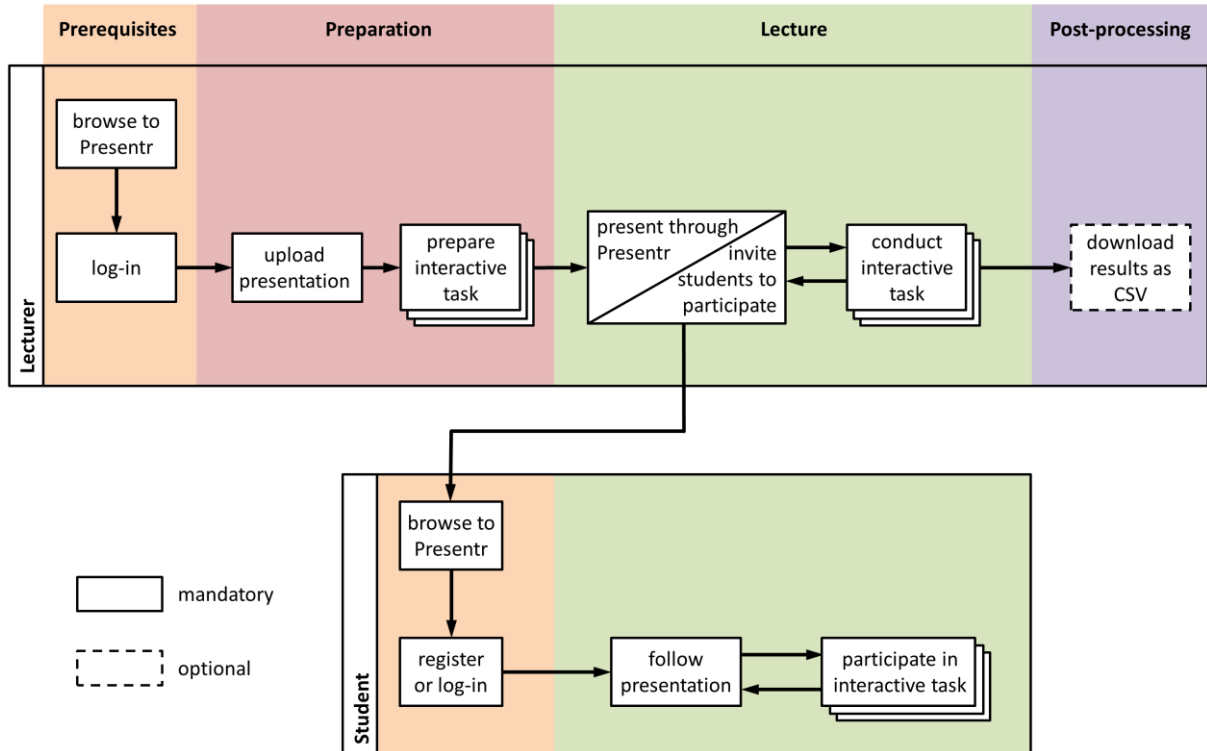 Prerequisites
Preparation
Lecture
Post-processing
Lecturer
browse to
Presentr
log-in
upload
presentation
prepare
interactive
task
present through
Presentr
invite
students to
participate
conduct
interactive
task
download
results as
CSV
Student
browse to
Presentr
register
or log-in
follow
presentation
participate in
interactive task
mandatory
optional